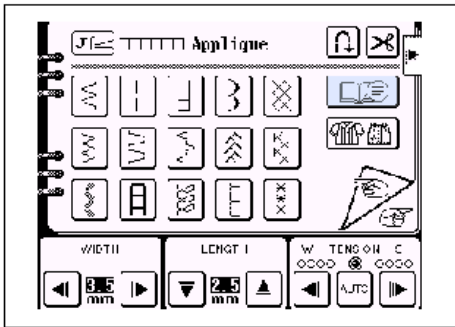 J Applique
WIDTH LENGTH W TENSION C
3.5 2.5 AUTO
mm mm